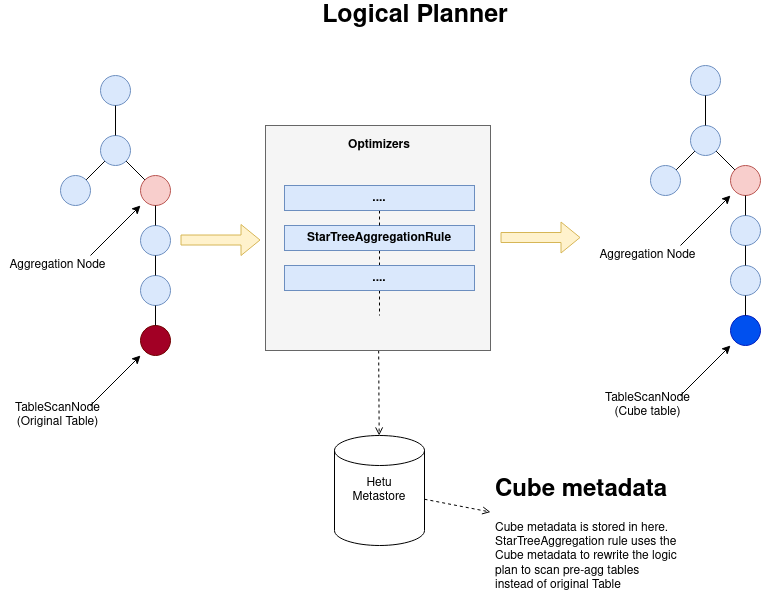 Logical Planner
Optimizers
....
StarTreeAggregationRule
....
Aggregation Node
TableScanNode
(Original Table)
Aggregation Node
TableScanNode
(Cube table)
Hetu
Metastore
Cube metadata
Cube metadata is stored in here.
StarTreeAggregation rule uses the
Cube metadata to rewrite the logic
plan to scan pre-agg tables
instead of original Table